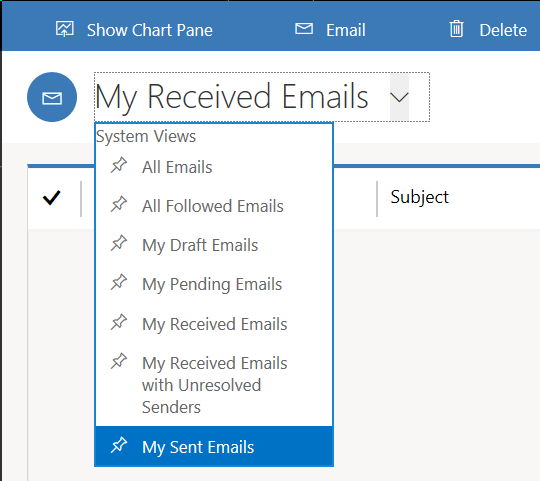 Show Chart Pane
Email
Delete
My Received Emails
System Views
All Emails
All Followed Emails
My Draft Emails
My Pending Emails
My Received Emails
My Received Emails
with Unresolved
Senders
My Sent Emails
Subject